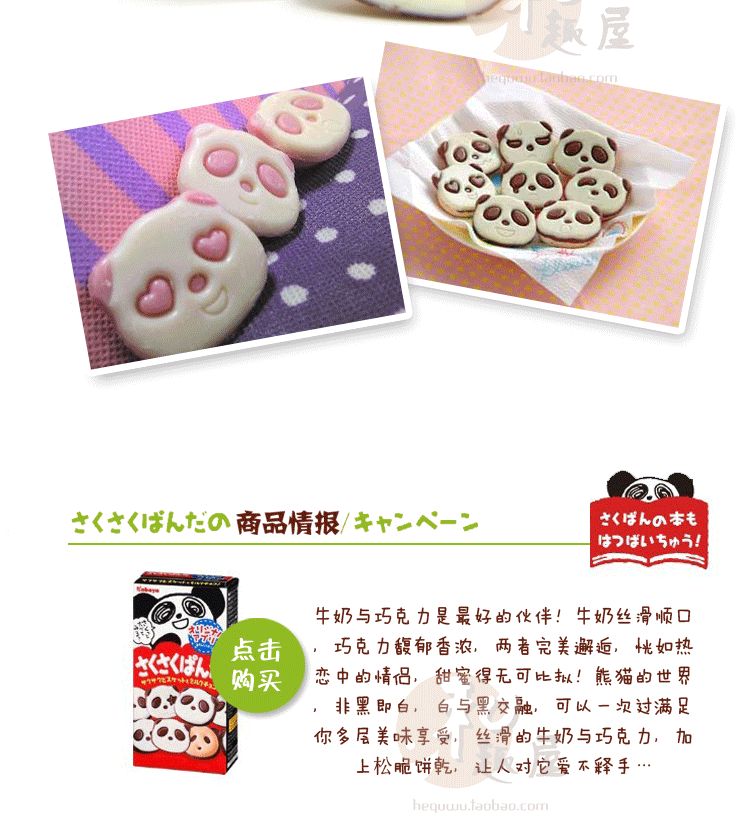 趣屋
hequwu.taobao.com
さくさくぱんだの商品情报/キャンペーン
さくぱんの本も
はつばいちゅう!
Kabaya
さくさくぱん
点击
购买
牛奶与巧克力是最好的伙伴! 牛奶丝滑顺口
, 巧克力馥郁香浓, 两者完美邂逅, 恍如热
恋中的情侣, 甜蜜得无可比拟! 熊猫的世界
, 非黑即白, 白与黑交融, 可以一次过满足
你多层美味享受, 丝滑的牛奶与巧克力, 加
上松脆饼乾, 让人对它爱不释手…
趣屋
hequwu.taobao.com